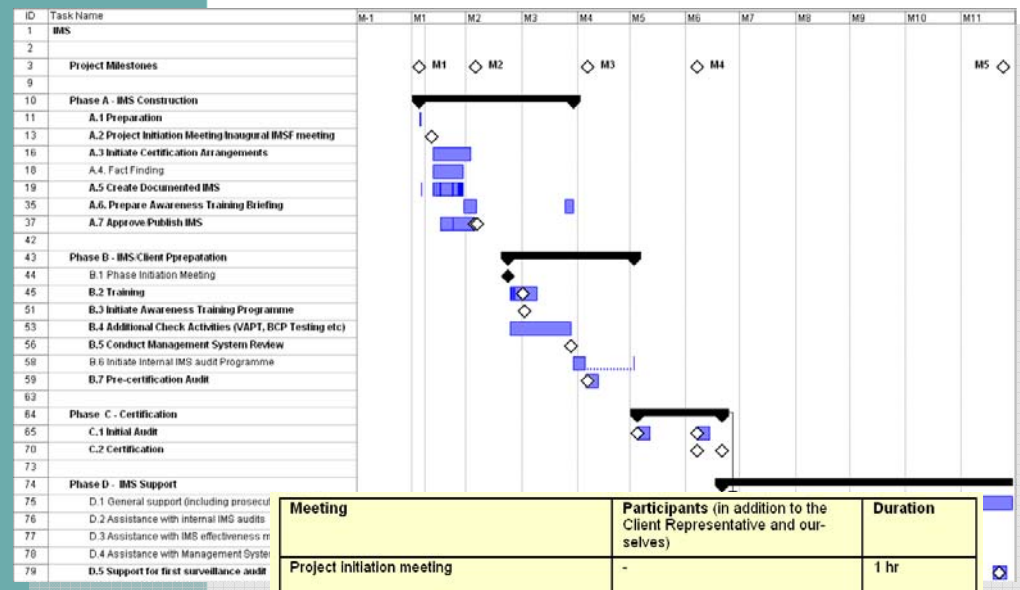 ID Task Name M-1 M1 M2 M3 M4 M5 M6 M7 M8 M9 M10 M11
1 IMS
2
3 Project Milestones M1 M2 M3 M4 M5
9
10 Phase A - IMS Construction
11 A.1 Preparation
13 A.2 Project Initiation Meeting/Inaugural IMSF meeting
16 A.3 Initiate Certification Arrangements
18 A.4. Fact Finding
19 A.5 Create Documented IMS
35 A.6. Prepare Awareness Training Briefing
37 A.7 Approve/Publish IMS
42
43 Phase B - IMS/Client Pprepatation
44 B.1 Phase Initiation Meeting
45 B.2 Training
51 B.3 Initiate Awareness Training Programme
53 B.4 Additional Check Activities (VAPT, BCP Testing etc)
56 B.5 Conduct Management System Review
58 B.6 Initiate Internal IMS audit Programme
59 B.7 Pre-certification Audit
63
64 Phase C - Certification
65 C.1 Initial Audit
70 C.2 Certification
73
74 Phase D - IMS Support
75 D.1 General support (including prosecut
76 D.2 Assistance with internal IMS audits
77 D.3 Assistance with IMS effectiveness m
78 D.4 Assistance with Management Syste
79 D.5 Support for first surveillance audit
Meeting Participants (in addition to the Duration
Client Representative and our-
selves)
Project initiation meeting - 1 hr